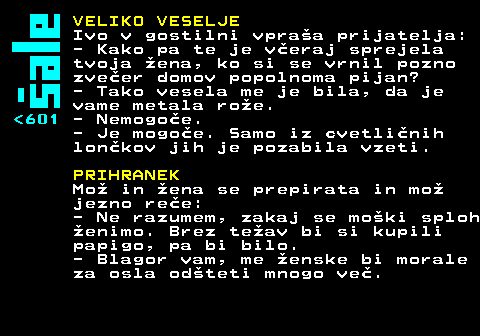 Šale
<601
VELIKO VESELJE
Ivo v gostilni vpraša prijatelja:
- Kako pa te je včeraj sprejela
tvoja žena, ko si se vrnil pozno
zvečer domov popolnoma pijan?
- Tako vesela me je bila, da je
vame metala rože.
- Nemogoče.
- Je mogoče. Samo iz cvetličnih
lončkov jih je pozabila vzeti.
PRIHRANEK
Mož in žena se prepirata in mož
jezno reče:
- Ne razumem, zakaj se moški sploh
ženimo. Brez težav bi si kupili
papigo, pa bi bilo.
- Blagor vam, me ženske bi morale
za osla odšteti mnogo več.